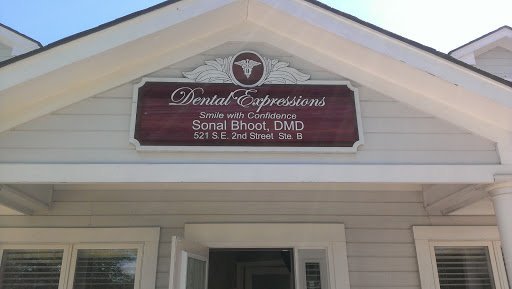 Dental Expressions
Smile with Confidence
Sonal Bhoot, DMD
521 S.E. 2nd Street Ste. B